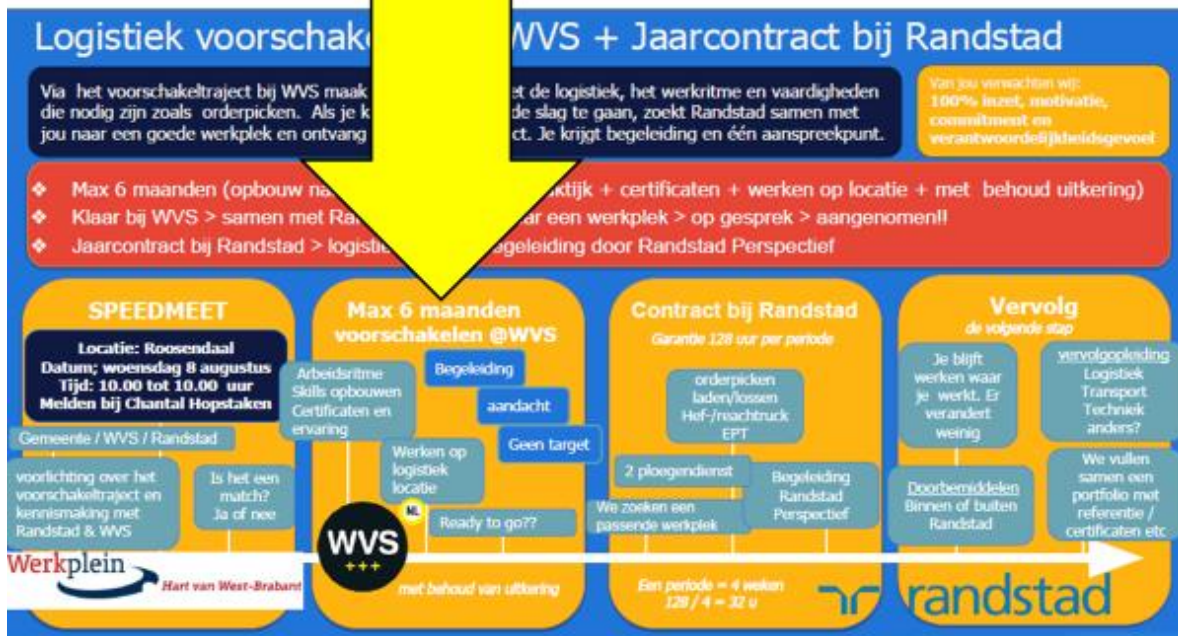 Logistiek voorschake WVS + Jaarcontract bij Randstad
Via het voorschakeltraject bij WVS maak et de logistiek, het werkritme en vaardigheden
die nodig zijn zoals orderpicken. Als je k de slag te gaan, zoekt Randstad samen met
jou naar een goede werkplek en ontvang ct. Je krijgt begeleiding en één aanspreekpunt.
Van jou verwachten wij:
100% inzet, motivatie,
commitment en
verantwoordelijkheidsgevoel
❖ Max 6 maanden (opbouw na ktijk + certificaten + werken op locatie + met behoud uitkering)
❖ Klaar bij WVS > samen met Ra ar een werkplek > op gesprek > aangenomen!!
❖ Jaarcontract bij Randstad > logistie egeleiding door Randstad Perspectief
SPEEDMEET
Locatie: Roosendaal
Datum; woensdag 8 augustus
Tijd: 10.00 tot 10.00 uur
Melden bij Chantal Hopstaken
Gemeente / WVS / Randstad
voorlichting over het
voorschakeltraject en
kennismaking met
Randstad & WVS
Is het een
match?
Ja of nee
Werkplein
Hart van West-Brabant
Max 6 maanden
voorschakelen @WVS
Arbeidsritme
Skills opbouwen
Certificaten en
ervaring
Begeleiding
aandacht
Geen target
Werken op
logistiek
locatie
NL
Ready to go??
WVS
+++
met behoud van uitkering
Contract bij Randstad
Garantie 128 uur per periode
orderpicken
laden/lossen
Hef-/reachtruck
EPT
2 ploegendienst
We zoeken een
passende werkplek
Begeleiding
Randstad
Perspectief
Een periode = 4 weken
128 / 4 = 32 u
Vervolg
de volgende stap
Je blijft
werken waar
je werkt. Er
verandert
weinig
vervolgopleiding
Logistiek
Transport
Techniek
anders?
Doorbemiddelen
Binnen of buiten
Randstad
We vullen
samen een
portfolio met
referentie /
certificaten etc
randstad